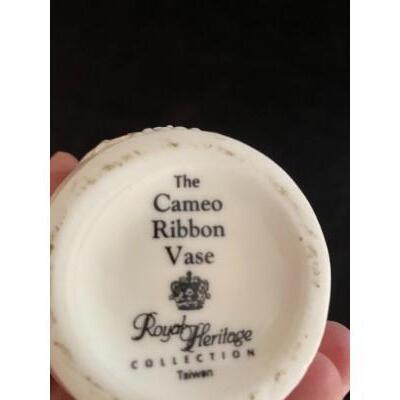 The
Cameo
Ribbon
Vase
Royal Heritage
COLLECTION
Taiwan